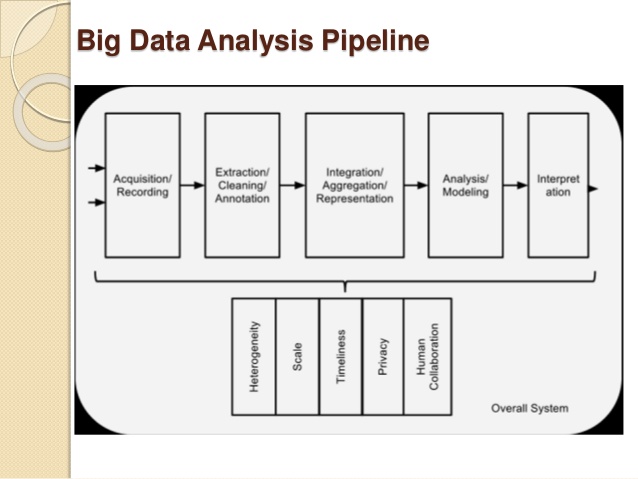 Big Data Analysis Pipeline
Acquisition/
Recording
Extraction/
Cleaning/
Annotation
Integration/
Aggregation/
Representation
Analysis/
Modeling
Interpret
ation
Heterogeneity
Scale
Timeliness
Privacy
Human
Collaboration
Overall System